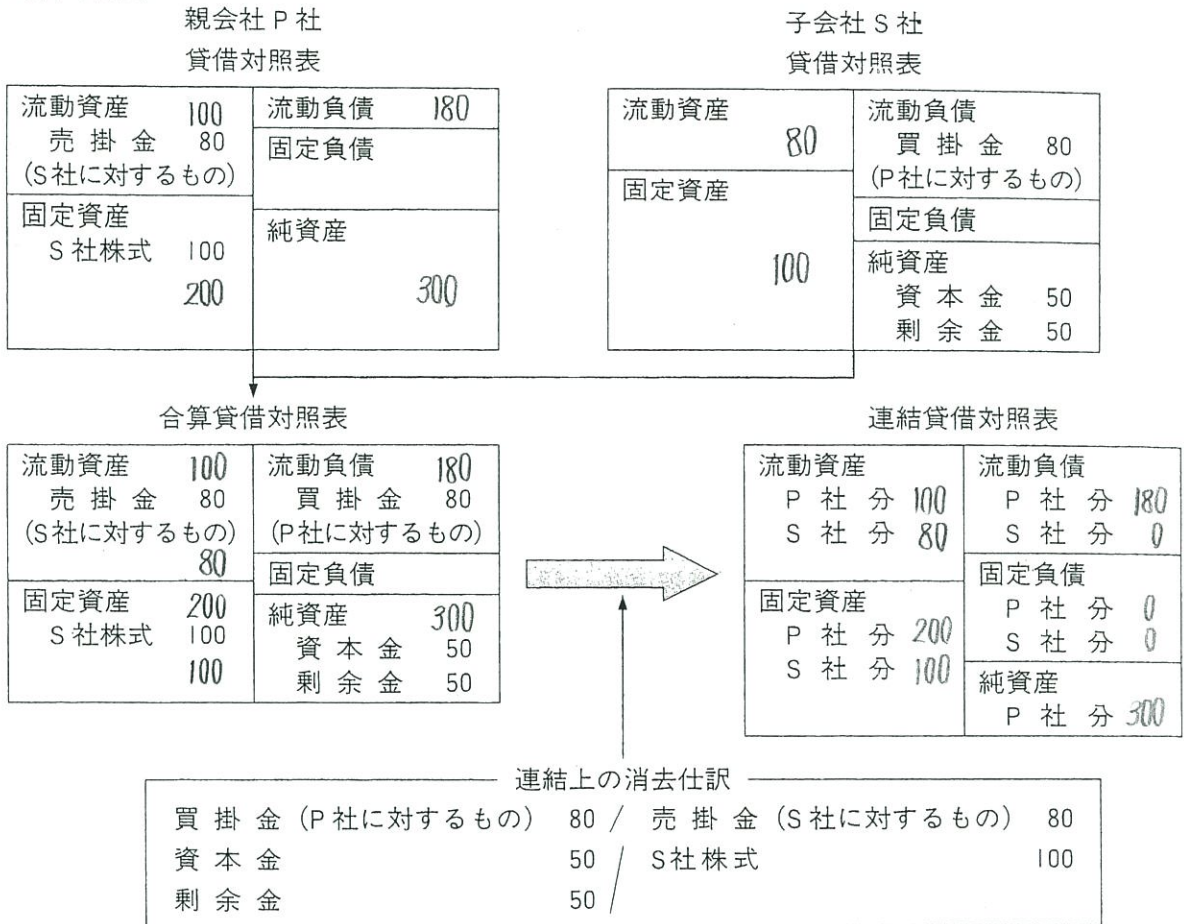 親会社P社
貸借対照表
流動資産 100
売掛金 80
(S社に対するもの)
固定資産
S社株式 100
200
流動負債 180
固定負債
純資産
300
子会社S社
貸借対照表
流動資産
80
固定資産
100
流動負債
買掛金 80
(P社に対するもの)
固定負債
純資産
資本金 50
剰余金 50
合算貸借対照表
流動資産 100
売掛金 80
(S社に対するもの)
80
固定資産 200
S社株式 100
100
流動負債 180
買掛金 80
(P社に対するもの)
固定負債
純資産 300
資本金 50
剰余金 50
連結貸借対照表
流動資産
P社分 100
S社分 80
固定資産
P社分 200
S社分 100
流動負債
P社分 180
S社分 0
固定負債
P社分 0
S社分 0
純資産
P社分 300
連結上の消去仕訳
買掛金(P社に対するもの) 80 / 売掛金(S社に対するもの) 80
資本金 50 / S社株式 100
剰余金 50 /